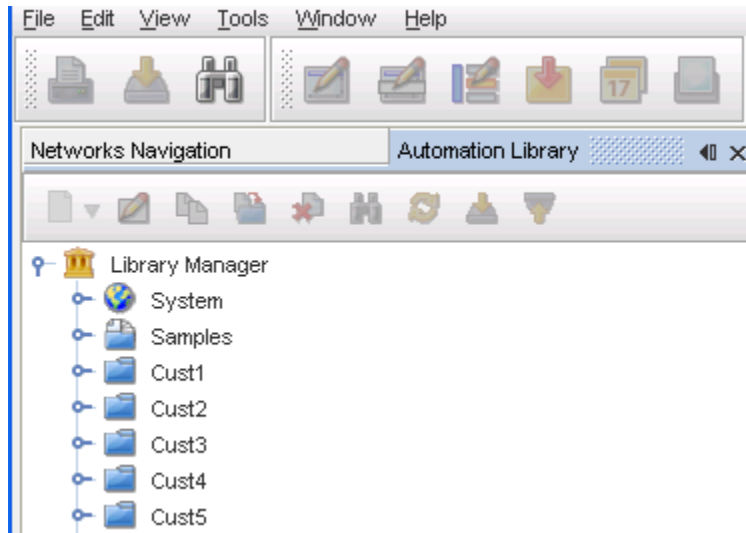 File Edit View Tools Window Help
17
Networks Navigation Automation Library
Library Manager
System
Samples
Cust1
Cust2
Cust3
Cust4
Cust5